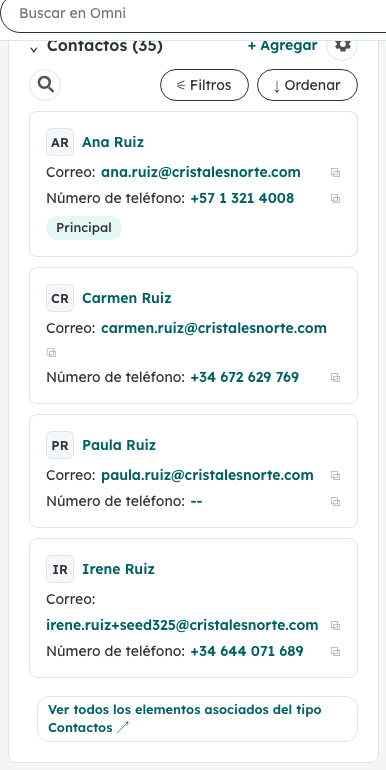 Buscar en Omni
Contactos (35)
+ Agregar
Filtros
↓ Ordenar
AR Ana Ruiz
Correo: ana.ruiz@cristalesnorte.com
Número de teléfono: +57 1 321 4008
Principal
CR Carmen Ruiz
Correo: carmen.ruiz@cristalesnorte.com
Número de teléfono: +34 672 629 769
PR Paula Ruiz
Correo: paula.ruiz@cristalesnorte.com
Número de teléfono: --
IR Irene Ruiz
Correo:
irene.ruiz+seed325@cristalesnorte.com
Número de teléfono: +34 644 071 689
Ver todos los elementos asociados del tipo
Contactos ↗